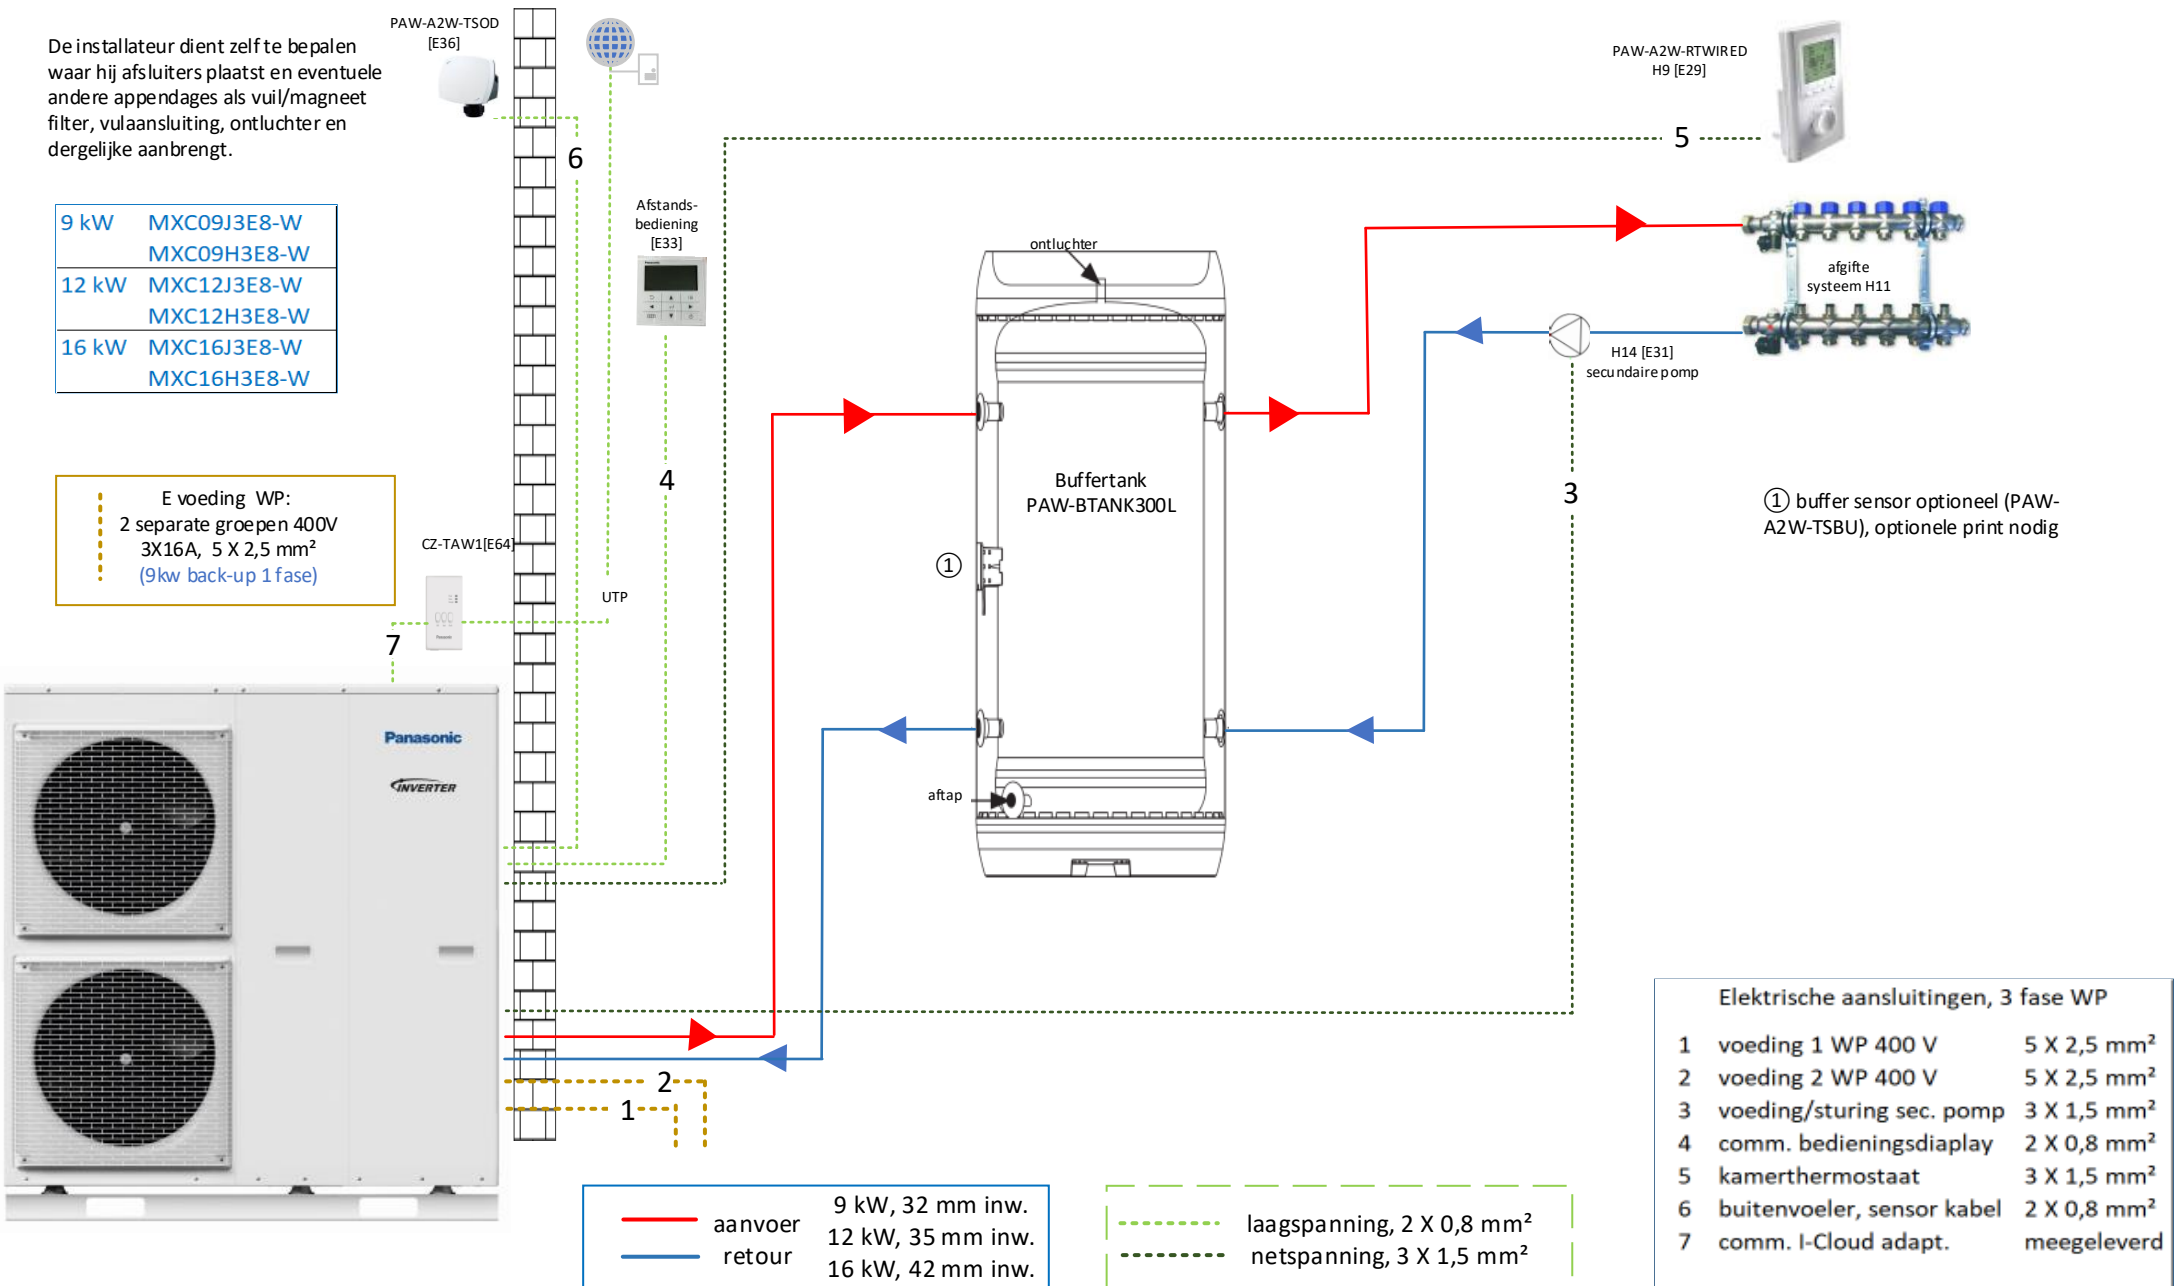 De installateur dient zelf te bepalen
waar hij afsluiters plaatst en eventuele
andere appendages als vuil/magneet
filter, vulaansluiting, ontluchter en
dergelijke aanbrengt.
PAW-A2W-TSOD
[E36]
PAW-A2W-RTWIRED
H9 [E29]
5
6
9 kW MXC09J3E8-W
MXC09H3E8-W
12 kW MXC12J3E8-W
MXC12H3E8-W
16 kW MXC16J3E8-W
MXC16H3E8-W
Afstands-
bediening
[E33]
Panasonic
ontluchter
afgifte
systeem H11
H14 [E31]
secundaire pomp
4
3
Buffertank
PAW-BTANK300L
① buffer sensor optioneel (PAW-
A2W-TSBU), optionele print nodig
E voeding WP:
2 separate groepen 400V
3X16A, 5 X 2,5 mm²
(9kw back-up 1 fase)
CZ-TAW1[E64]
①
UTP
Panasonic
7
Panasonic
INVERTER
aftap
2
1
aanvoer
retour
9 kW, 32 mm inw.
12 kW, 35 mm inw.
16 kW, 42 mm inw.
laagspanning, 2 X 0,8 mm²
netspanning, 3 X 1,5 mm²
Elektrische aansluitingen, 3 fase WP
1 voeding 1 WP 400 V 5 X 2,5 mm²
2 voeding 2 WP 400 V 5 X 2,5 mm²
3 voeding/sturing sec. pomp 3 X 1,5 mm²
4 comm. bedieningsdiaplay 2 X 0,8 mm²
5 kamerthermostaat 3 X 1,5 mm²
6 buitenvoeler, sensor kabel 2 X 0,8 mm²
7 comm. I-Cloud adapt. meegeleverd